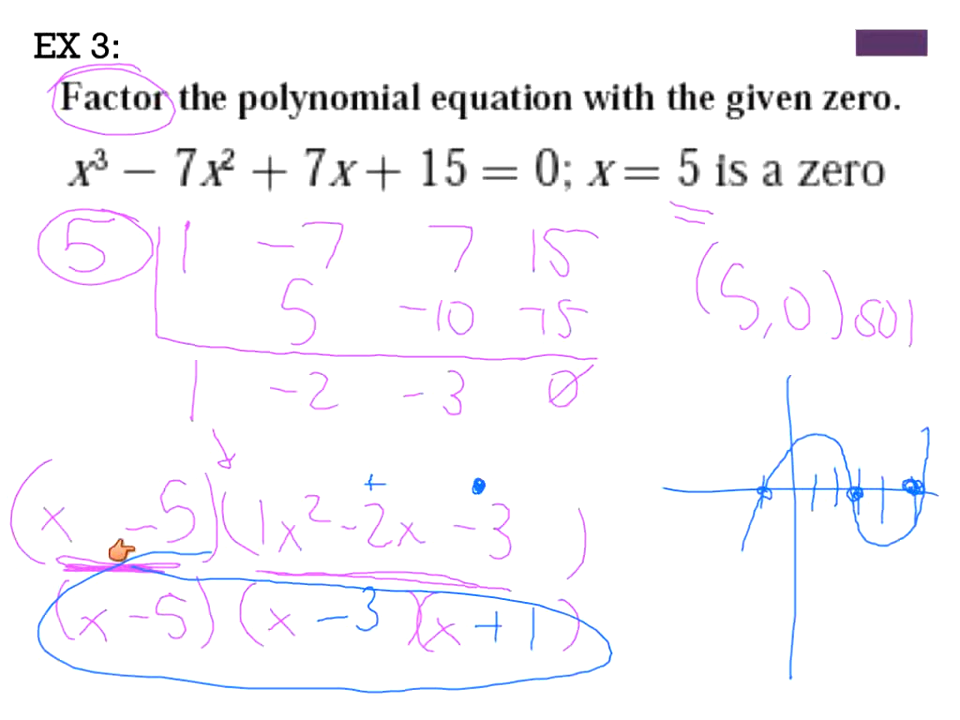 EX 3:
Factor the polynomial equation with the given zero.
x³ – 7x² + 7x + 15 = 0; x = 5 is a zero
5 | 1 -7 7 15
5 -10 -15
1 -2 -3 0
(5,0) sol
+
(x -5)(1x² -2x -3)
(x -5)(x -3)(x +1)